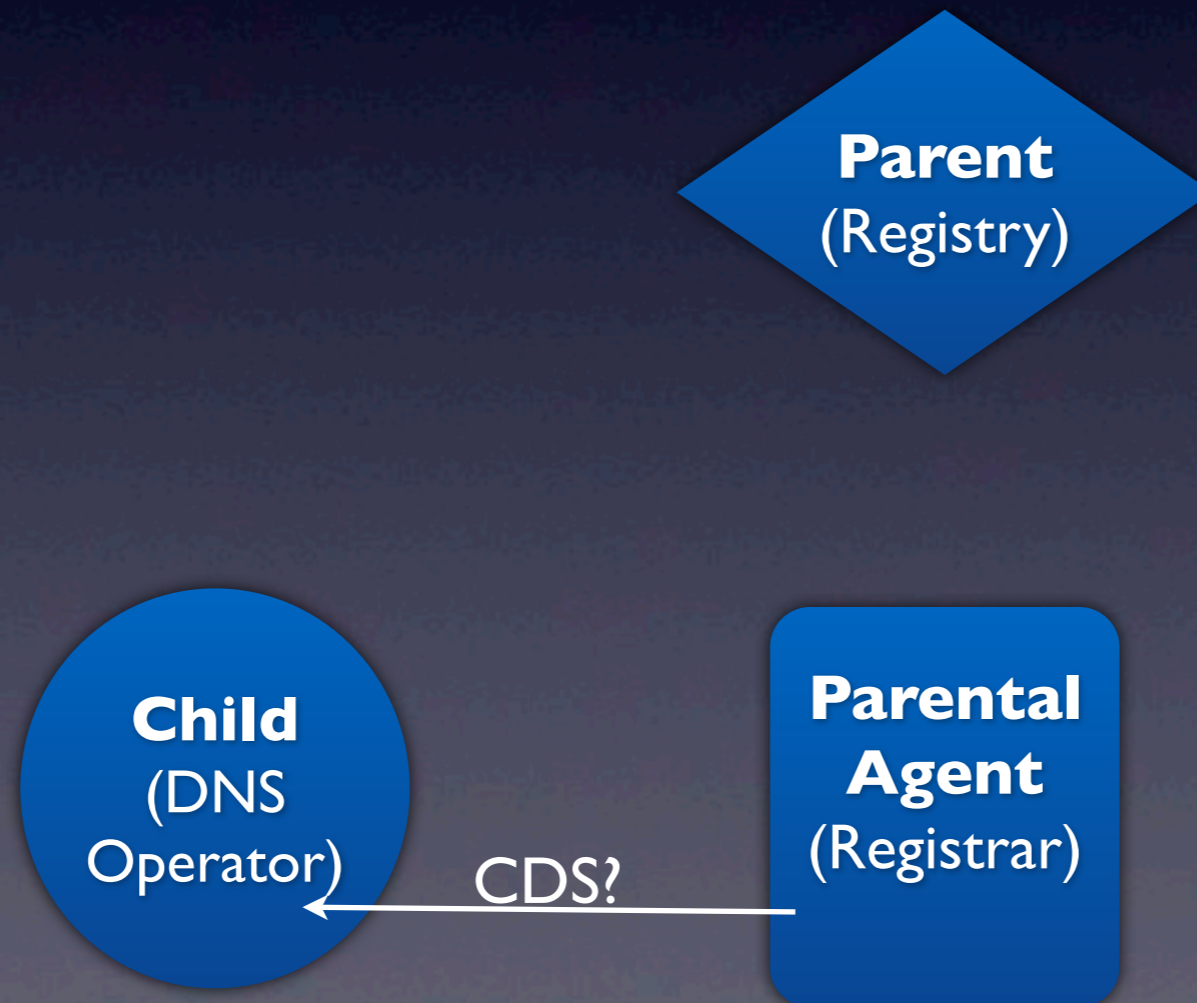 Parent
(Registry)
Child
(DNS
Operator)
CDS?
Parental
Agent
(Registrar)